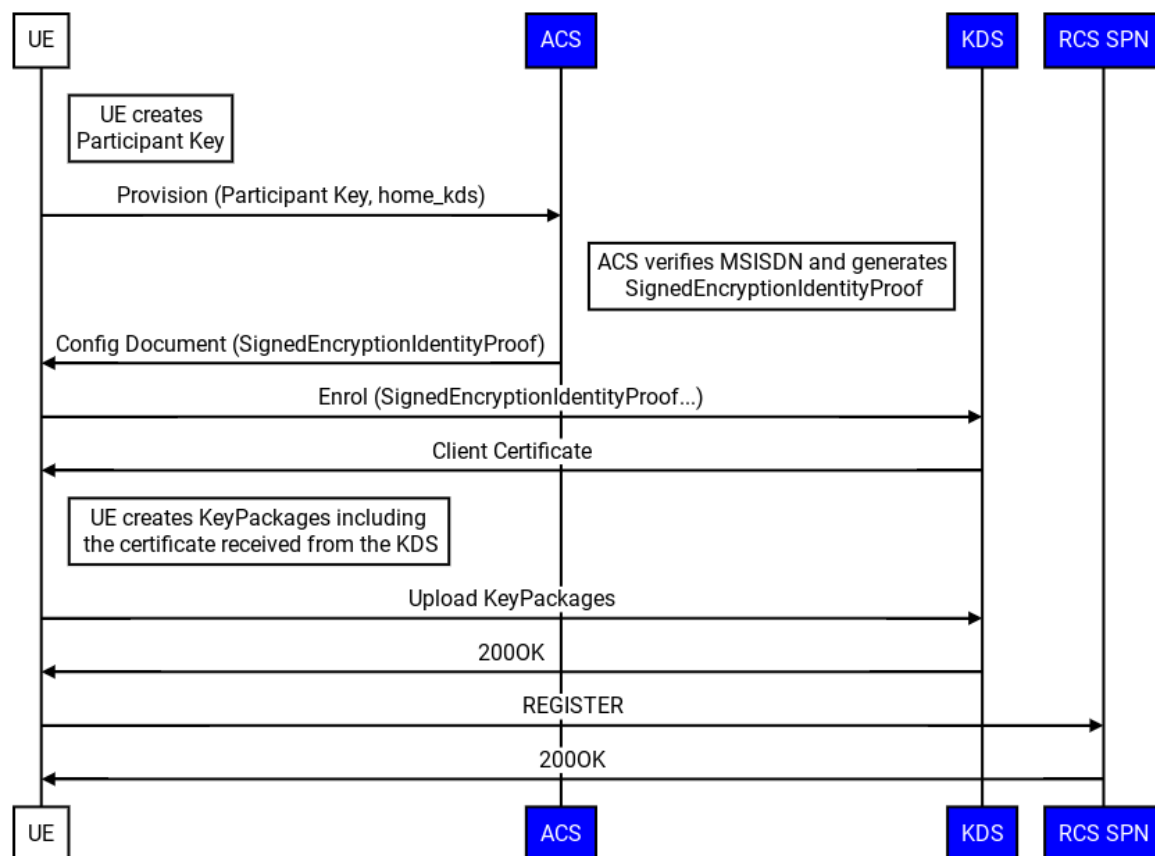 UE
ACS
KDS
RCS SPN
UE creates
Participant Key
Provision (Participant Key, home_kds)
ACS verifies MSISDN and generates
SignedEncryptionIdentityProof
Config Document (SignedEncryptionIdentityProof)
Enrol (SignedEncryptionIdentityProof...)
Client Certificate
UE creates KeyPackages including
the certificate received from the KDS
Upload KeyPackages
200OK
REGISTER
200OK
UE
ACS
KDS
RCS SPN